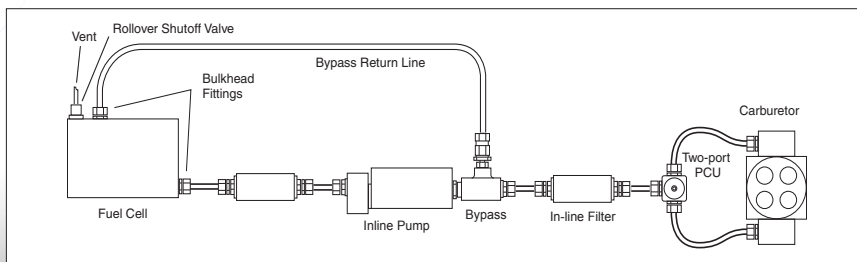 Rollover Shutoff Valve
Vent
Bypass Return Line
Bulkhead
Fittings
Carburetor
Two-port
PCU
Fuel Cell
Inline Pump
Bypass
In-line Filter